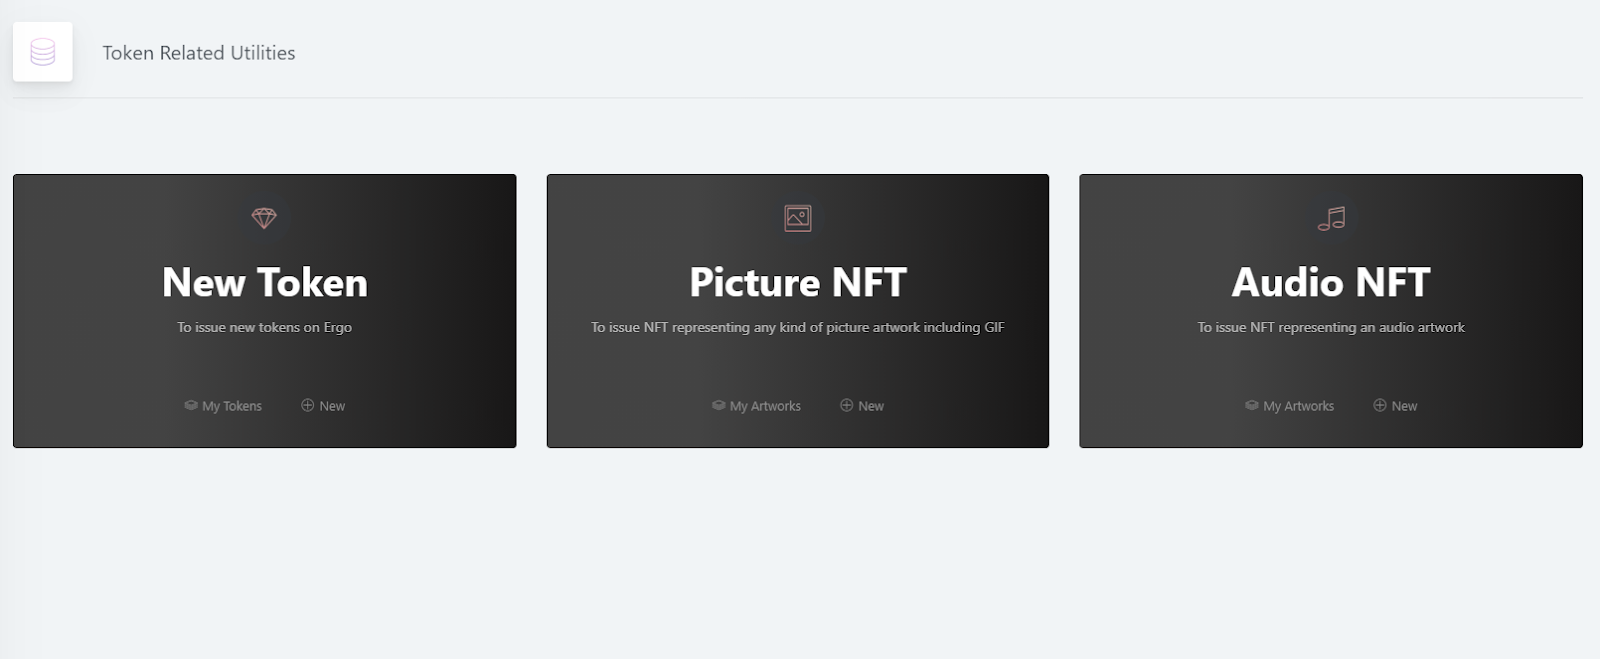 Token Related Utilities
New Token
To issue new tokens on Ergo
My Tokens New
Picture NFT
To issue NFT representing any kind of picture artwork including GIF
My Artworks New
Audio NFT
To issue NFT representing an audio artwork
My Artworks New